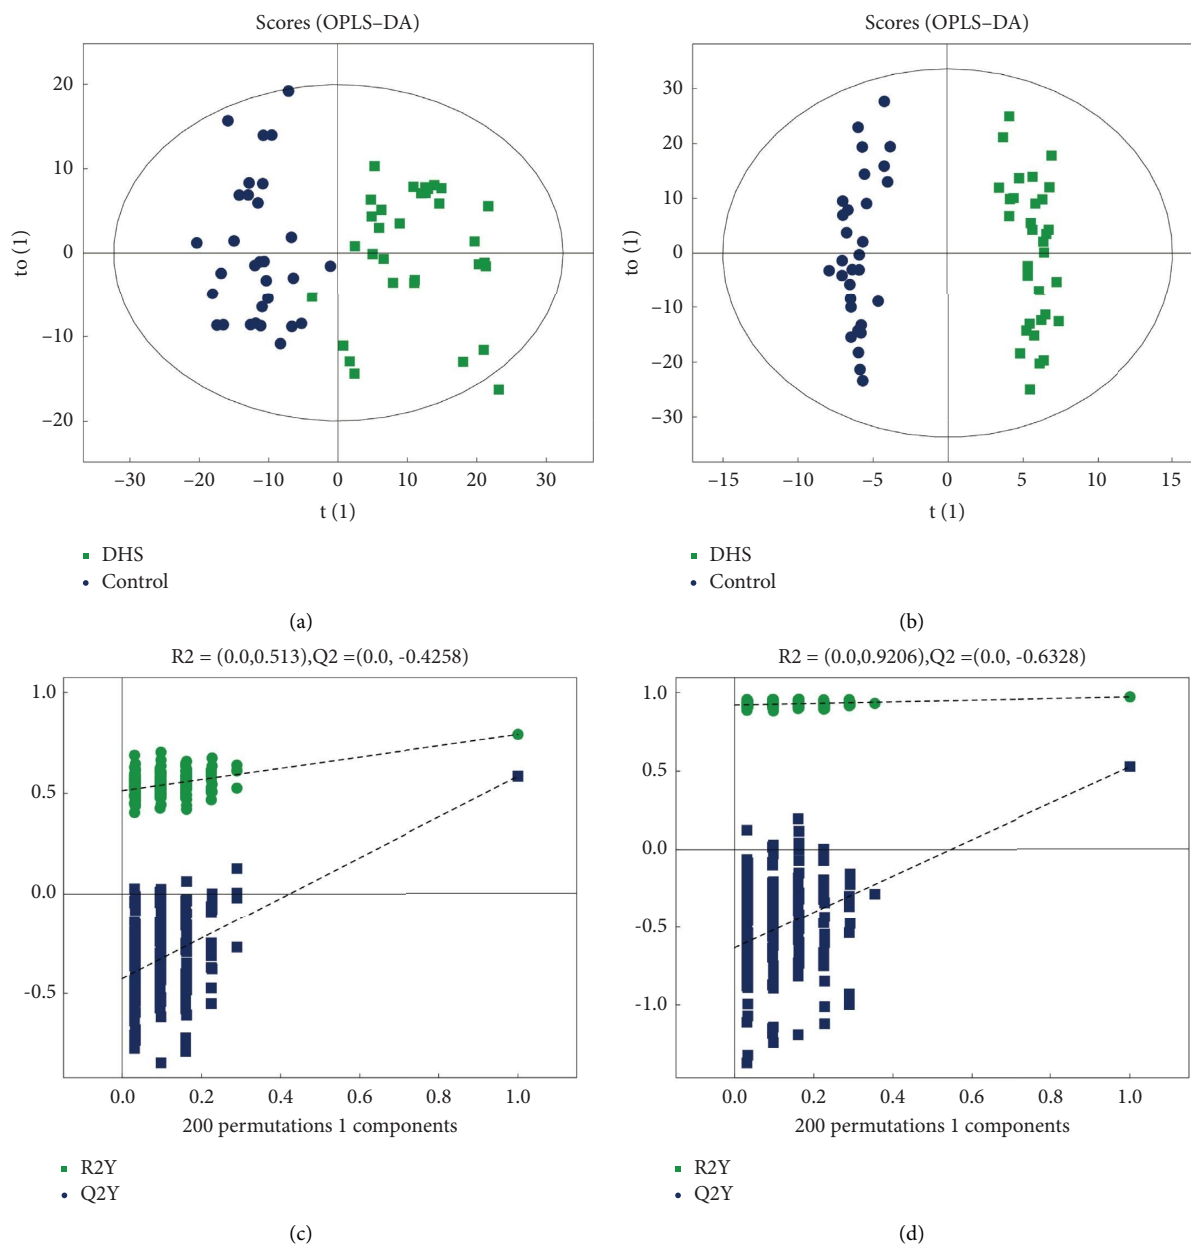 Scores (OPLS–DA)
20
10
0
–10
–20
to (1)
–30
–20
–10
0
10
20
30
t (1)
DHS
Control
(a)
Scores (OPLS–DA)
30
20
10
0
–10
–20
–30
to (1)
–15
–10
–5
0
5
10
15
t (1)
DHS
Control
(b)
R2 = (0.0,0.513),Q2 =(0.0, -0.4258)
1.0
0.5
0.0
-0.5
0.0
0.2
0.4
0.6
0.8
1.0
200 permutations 1 components
R2Y
Q2Y
(c)
R2 = (0.0,0.9206),Q2 =(0.0, -0.6328)
1.0
0.5
0.0
-0.5
-1.0
0.0
0.2
0.4
0.6
0.8
1.0
200 permutations 1 components
R2Y
Q2Y
(d)